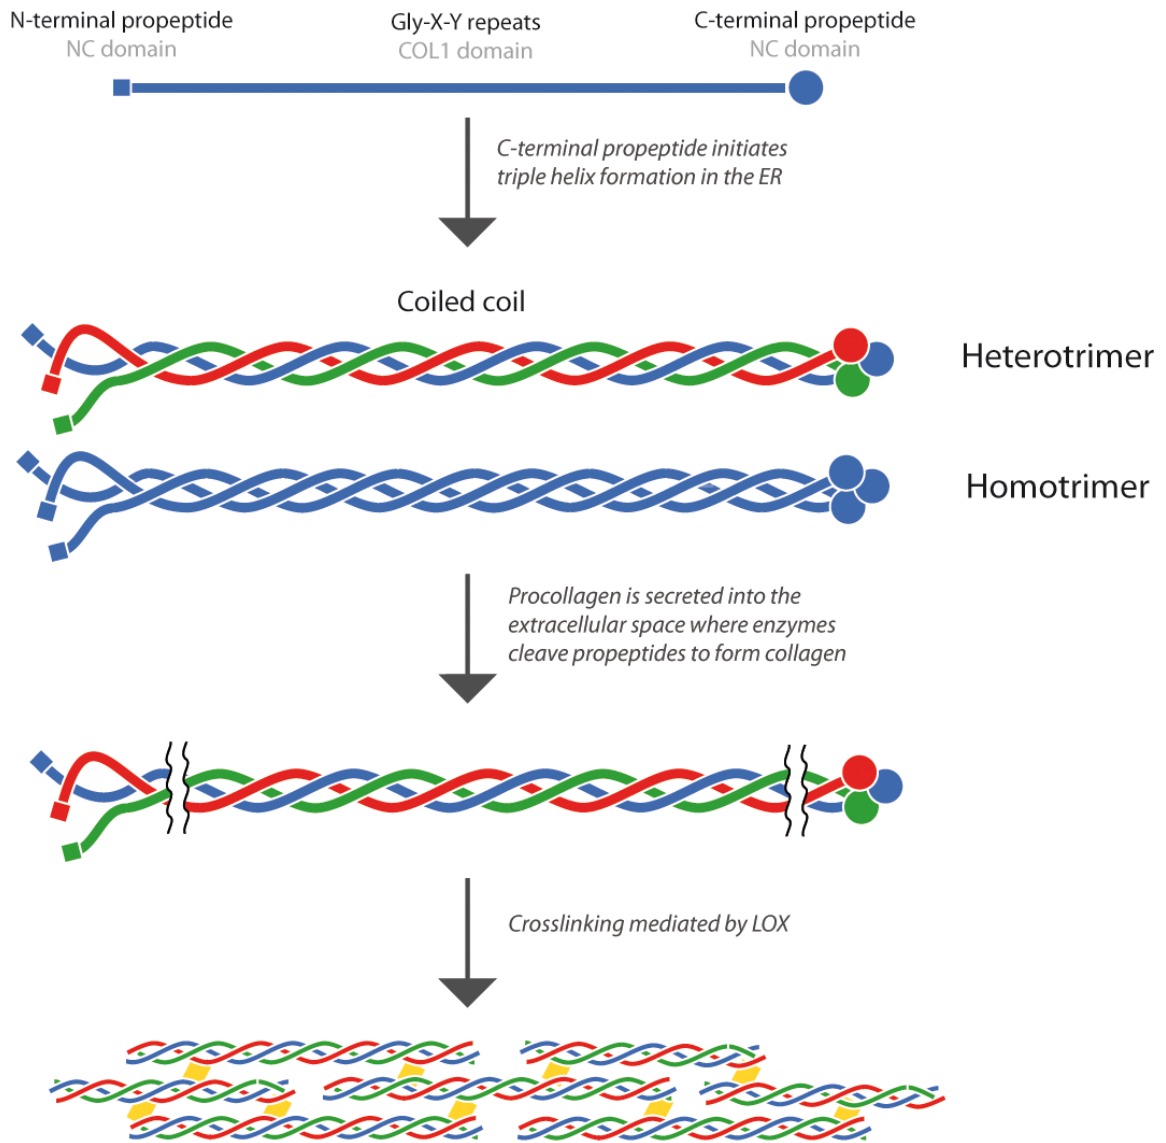 N-terminal propeptide
NC domain
Gly-X-Y repeats
COL1 domain
C-terminal propeptide
NC domain
C-terminal propeptide initiates
triple helix formation in the ER
Coiled coil
Heterotrimer
Homotrimer
Procollagen is secreted into the
extracellular space where enzymes
cleave propeptides to form collagen
Crosslinking mediated by LOX